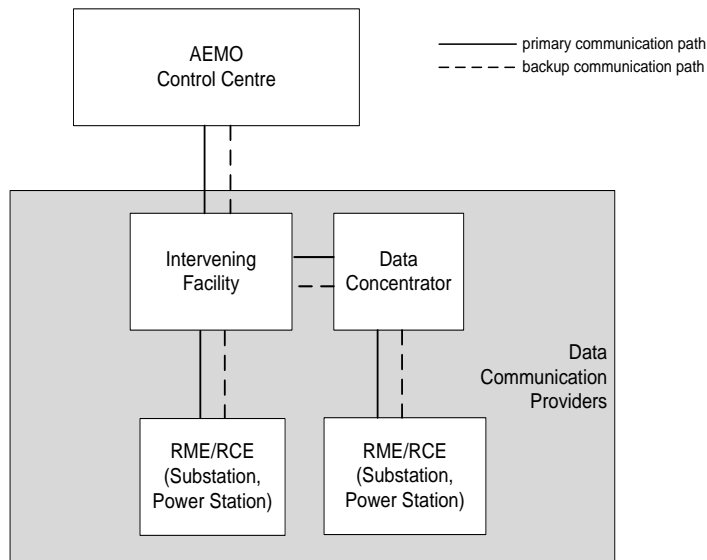 AEMO
Control Centre
primary communication path
backup communication path
Intervening
Facility
Data
Concentrator
Data
Communication
Providers
RME/RCE
(Substation,
Power Station)
RME/RCE
(Substation,
Power Station)